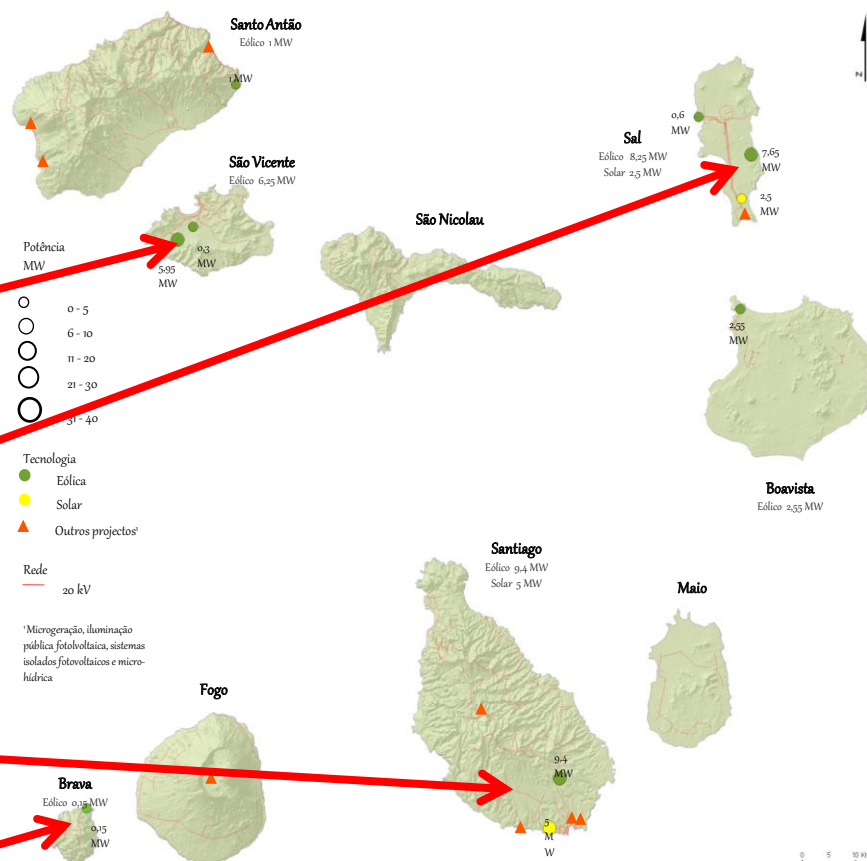 Santo Antão
Eólico 1 MW
1 MW
N
São Vicente
Eólico 6,25 MW
0,3
MW
5,95
MW
São Nicolau
Sal
Eólico 8,25 MW
Solar 2,5 MW
0,6
MW
7,65
MW
2,5
MW
2,55
MW
Boavista
Eólico 2,55 MW
Potência
MW
0 - 5
6 - 10
11 - 20
21 - 30
31 - 40
Tecnologia
Eólica
Solar
Outros projectos¹
Rede
20 kV
¹Microgeração, iluminação
pública fotolvoltaica, sistemas
isolados fotovoltaicos e micro-
hídrica
Santiago
Eólico 9,4 MW
Solar 5 MW
9,4
MW
5
M
W
Maio
Fogo
Brava
Eólico 0,15 MW
0,15
MW
0 5 10